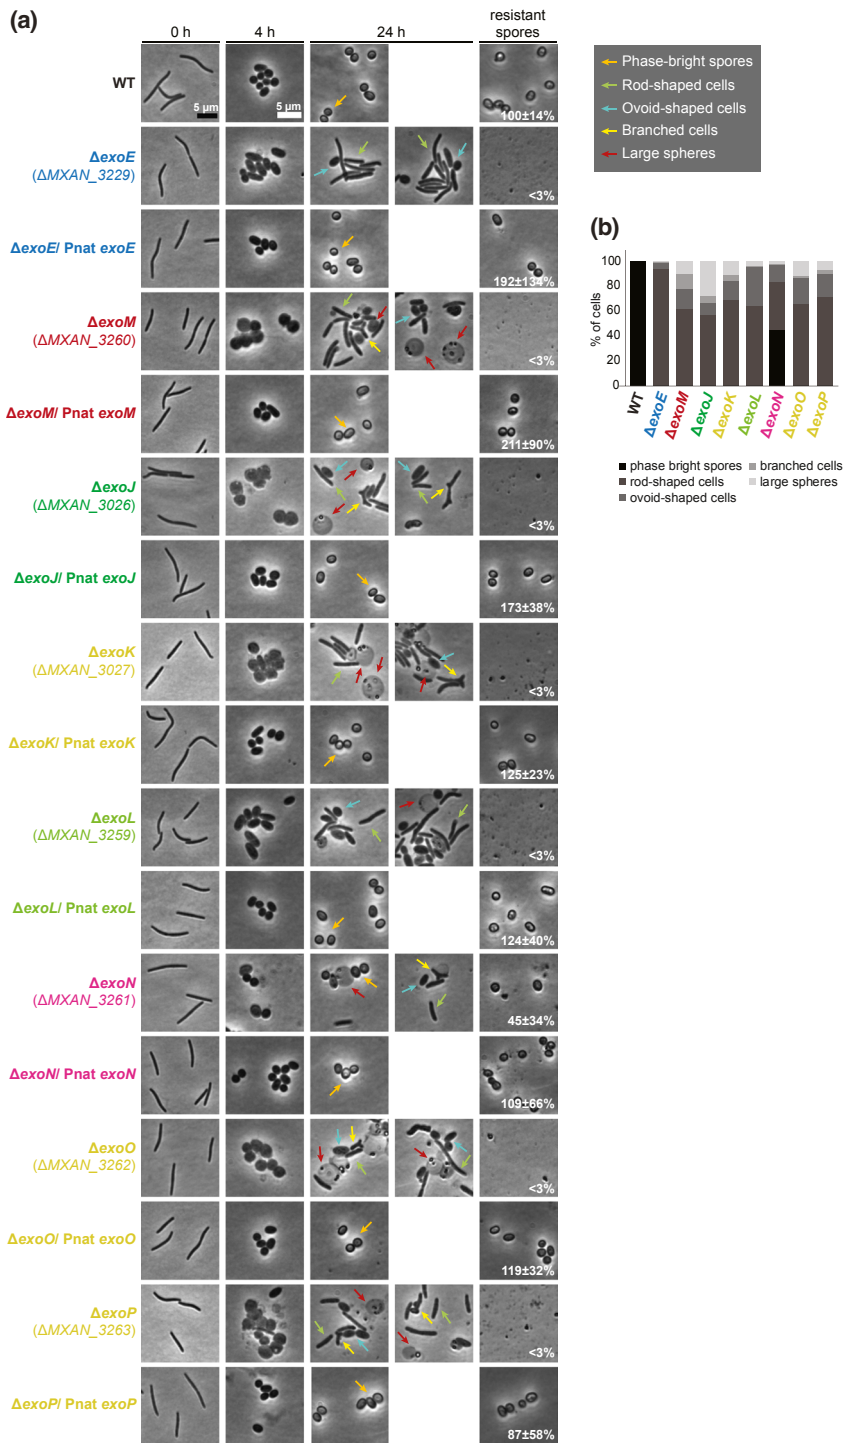 (a)
0 h 4 h 24 h resistant spores
WT
5 µm 5 µm
100±14%
ΔexoE
(ΔMXAN_3229)
<3%
ΔexoE/ Pnat exoE
192±134%
ΔexoM
(ΔMXAN_3260)
<3%
ΔexoM/ Pnat exoM
211±90%
ΔexoJ
(ΔMXAN_3026)
<3%
ΔexoJ/ Pnat exoJ
173±38%
ΔexoK
(ΔMXAN_3027)
<3%
ΔexoK/ Pnat exoK
125±23%
ΔexoL
(ΔMXAN_3259)
<3%
ΔexoL/ Pnat exoL
124±40%
ΔexoN
(ΔMXAN_3261)
45±34%
ΔexoN/ Pnat exoN
109±66%
ΔexoO
(ΔMXAN_3262)
<3%
ΔexoO/ Pnat exoO
119±32%
ΔexoP
(ΔMXAN_3263)
<3%
ΔexoP/ Pnat exoP
87±58%
Phase-bright spores
Rod-shaped cells
Ovoid-shaped cells
Branched cells
Large spheres
(b)
% of cells
100
80
60
40
20
0
WT ΔexoE ΔexoM ΔexoJ ΔexoK ΔexoL ΔexoN ΔexoO ΔexoP
phase bright spores branched cells
rod-shaped cells large spheres
ovoid-shaped cells